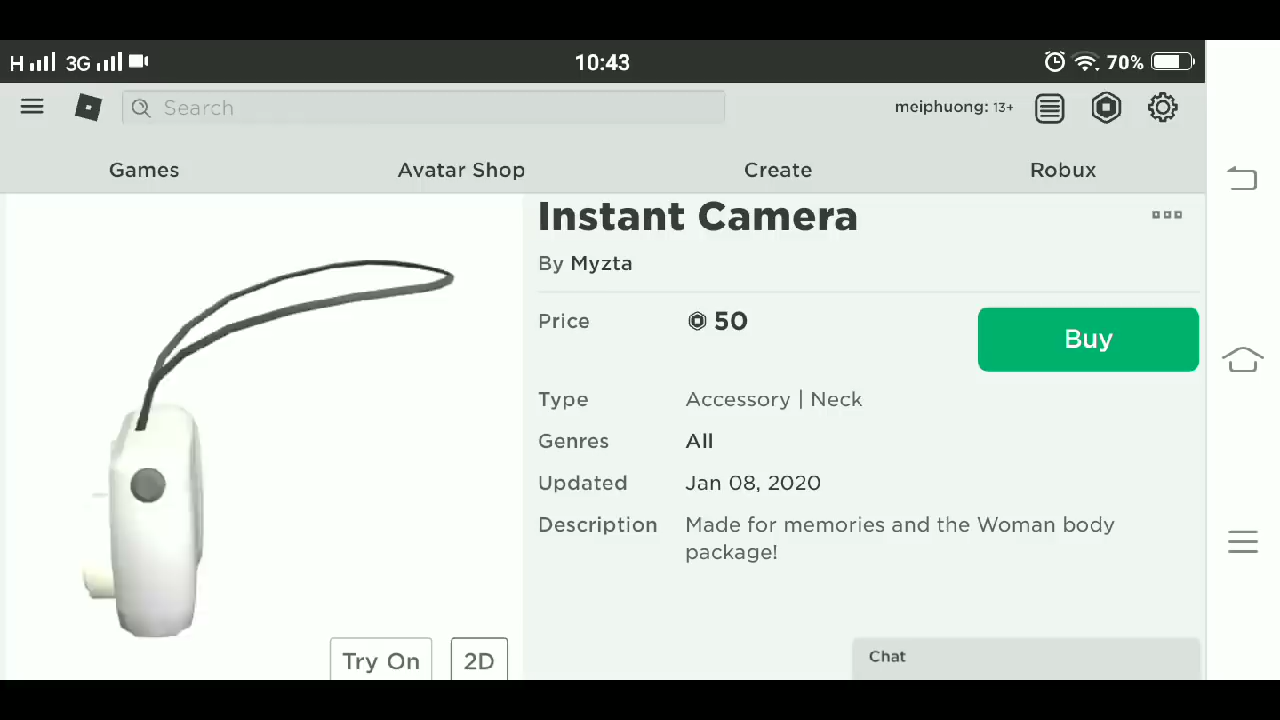 H 3G 10:43 70%
Search meiphuong: 13+
Games Avatar Shop Create Robux
Instant Camera
By Myzta
Price 50 Buy
Type Accessory | Neck
Genres All
Updated Jan 08, 2020
Description Made for memories and the Woman body
package!
Try On 2D Chat